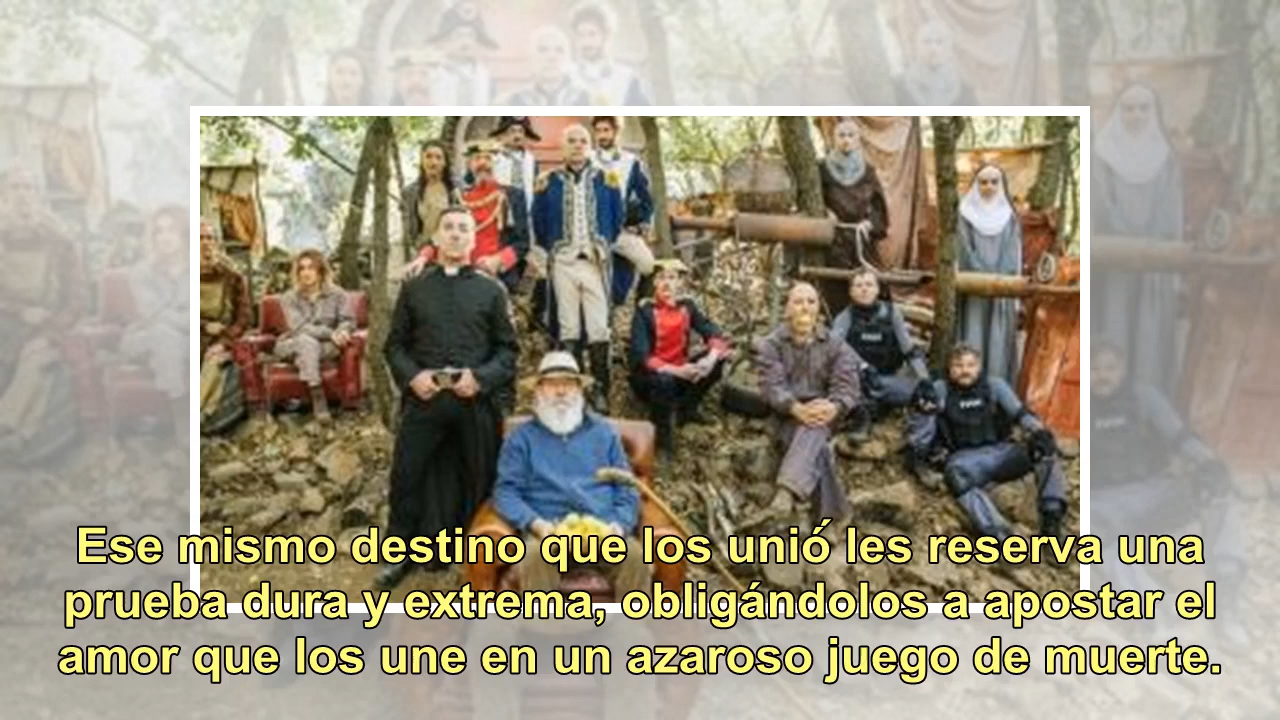 Ese mismo destino que los unió les reserva una
prueba dura y extrema, obligándolos a apostar el
amor que los une en un azaroso juego de muerte.